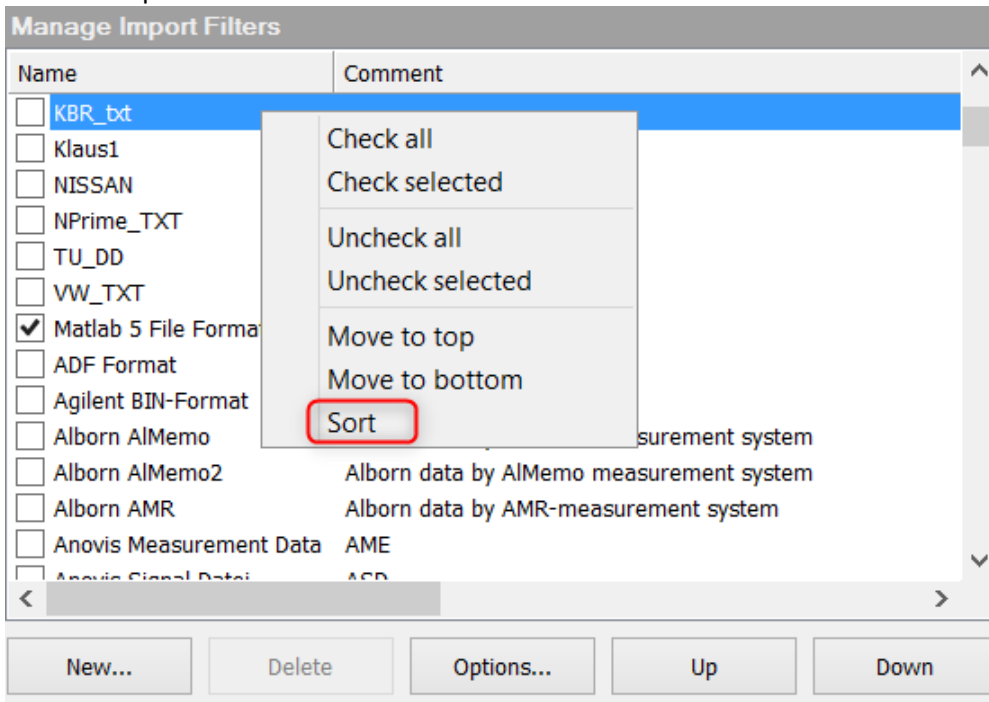 Manage Import Filters
Name Comment
KBR_txt
Klaus1
NISSAN
NPrime_TXT
TU_DD
VW_TXT
Matlab 5 File
ADF Format
Agilent BIN-Format
Alborn AlMemo surement system
Alborn AlMemo2 Alborn data by AlMemo measurement system
Alborn AMR Alborn data by AMR-measurement system
Anovis Measurement Data AME
Check all
Check selected
Uncheck all
Uncheck selected
Move to top
Move to bottom
Sort
New... Delete Options... Up Down